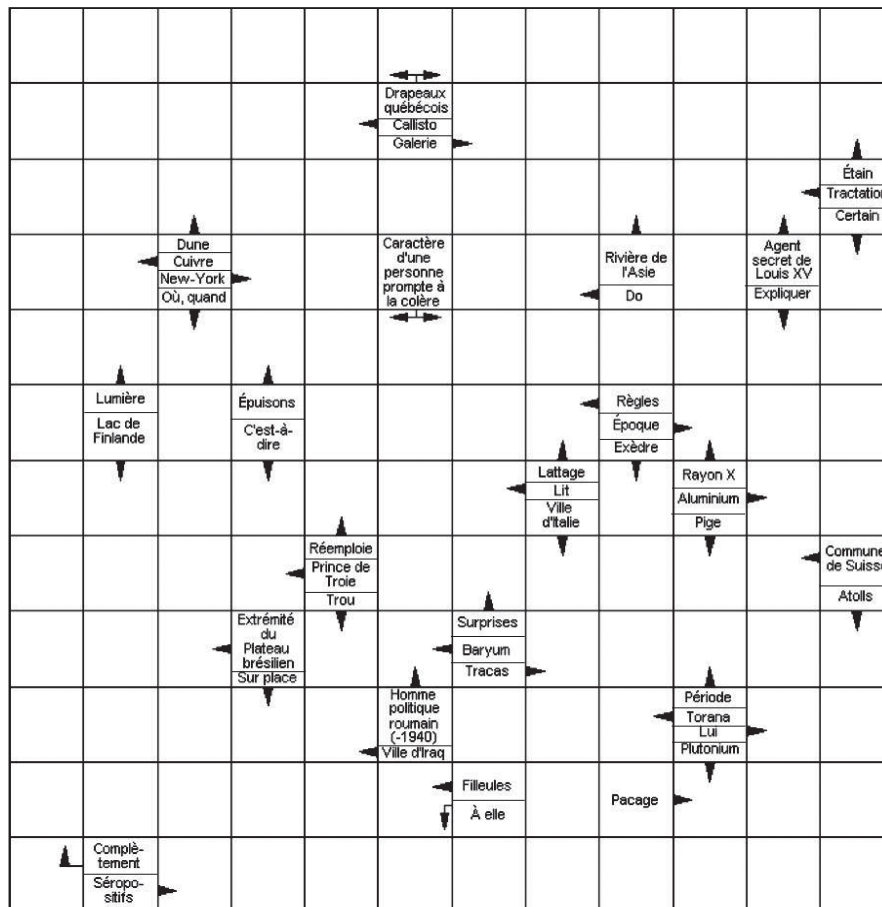 Drapeaux
québécois
Callisto
Galerie
Étain
Tractation
Certain
Dune
Cuivre
New-York
Où, quand
Caractère
d'une
personne
prompte à
la colère
Rivière de
l'Asie
Do
Agent
secret de
Louis XV
Expliquer
Lumière
Lac de
Finlande
Épuisons
C'est-à-
dire
Règles
Époque
Exèdre
Lattage
Lit
Ville
d'Italie
Rayon X
Aluminium
Pige
Réemploie
Prince de
Troie
Trou
Commune
de Suisse
Atolls
Extrémité
du
Plateau
brésilien
Sur place
Surprises
Baryum
Tracas
Homme
politique
roumain
(-1940)
Ville d'Iraq
Période
Torana
Lui
Plutonium
Filleules
À elle
Pacage
Complè-
tement
Séropo-
sitifs